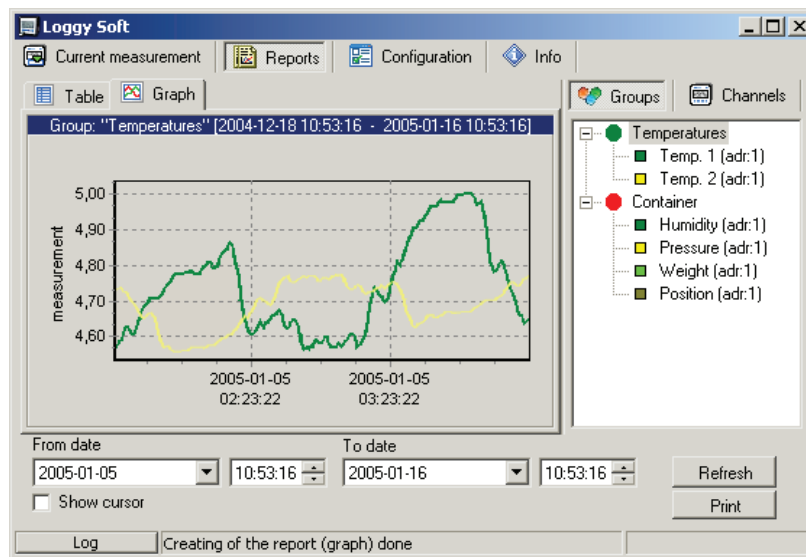 Loggy Soft
Current measurement Reports Configuration Info
Table Graph
Groups Channels
Group: "Temperatures" [2004-12-18 10:53:16 - 2005-01-16 10:53:16]
5,00
4,90
4,80
4,70
4,60
measurement
2005-01-05 2005-01-05
02:23:22 03:23:22
Temperatures
Temp. 1 (adr:1)
Temp. 2 (adr:1)
Container
Humidity (adr:1)
Pressure (adr:1)
Weight (adr:1)
Position (adr:1)
From date To date
2005-01-05 10:53:16 2005-01-16 10:53:16
Show cursor
Refresh
Print
Log Creating of the report (graph) done